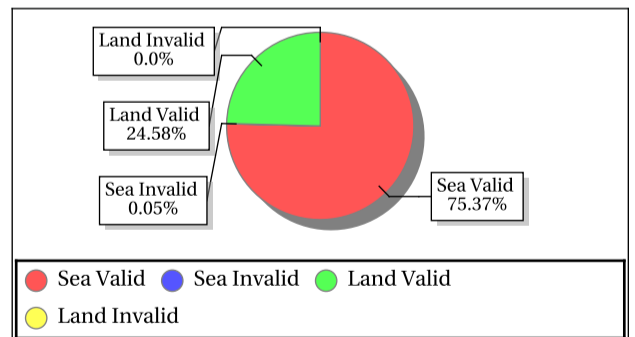 Land Invalid
0.0%
Land Valid
24.58%
Sea Invalid
0.05%
Sea Valid
75.37%
Sea Valid Sea Invalid Land Valid
Land Invalid